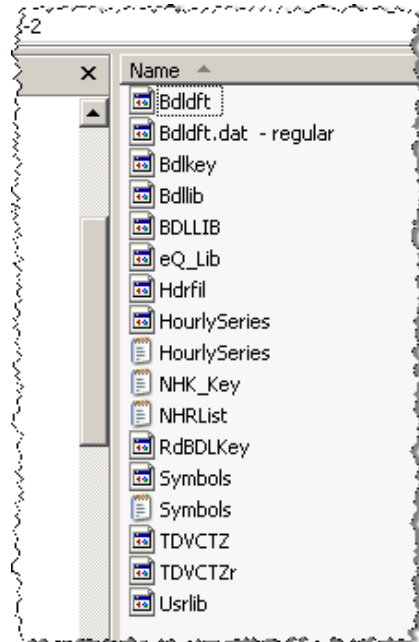 -2
Name
Bdldft
Bdldft.dat - regular
Bdlkey
Bdllib
BDLLIB
eQ_Lib
Hdrfil
HourlySeries
HourlySeries
NHK_Key
NHRList
RdBDLKey
Symbols
Symbols
TDVCTZ
TDVCTZr
Usrlib